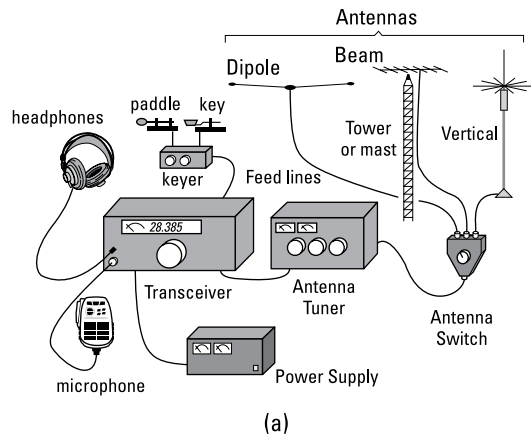 Antennas
Beam
Dipole
paddle key
headphones
Tower
or mast
Vertical
keyer
Feed lines
28.385
Transceiver
Antenna
Tuner
Antenna
Switch
microphone
Power Supply
(a)